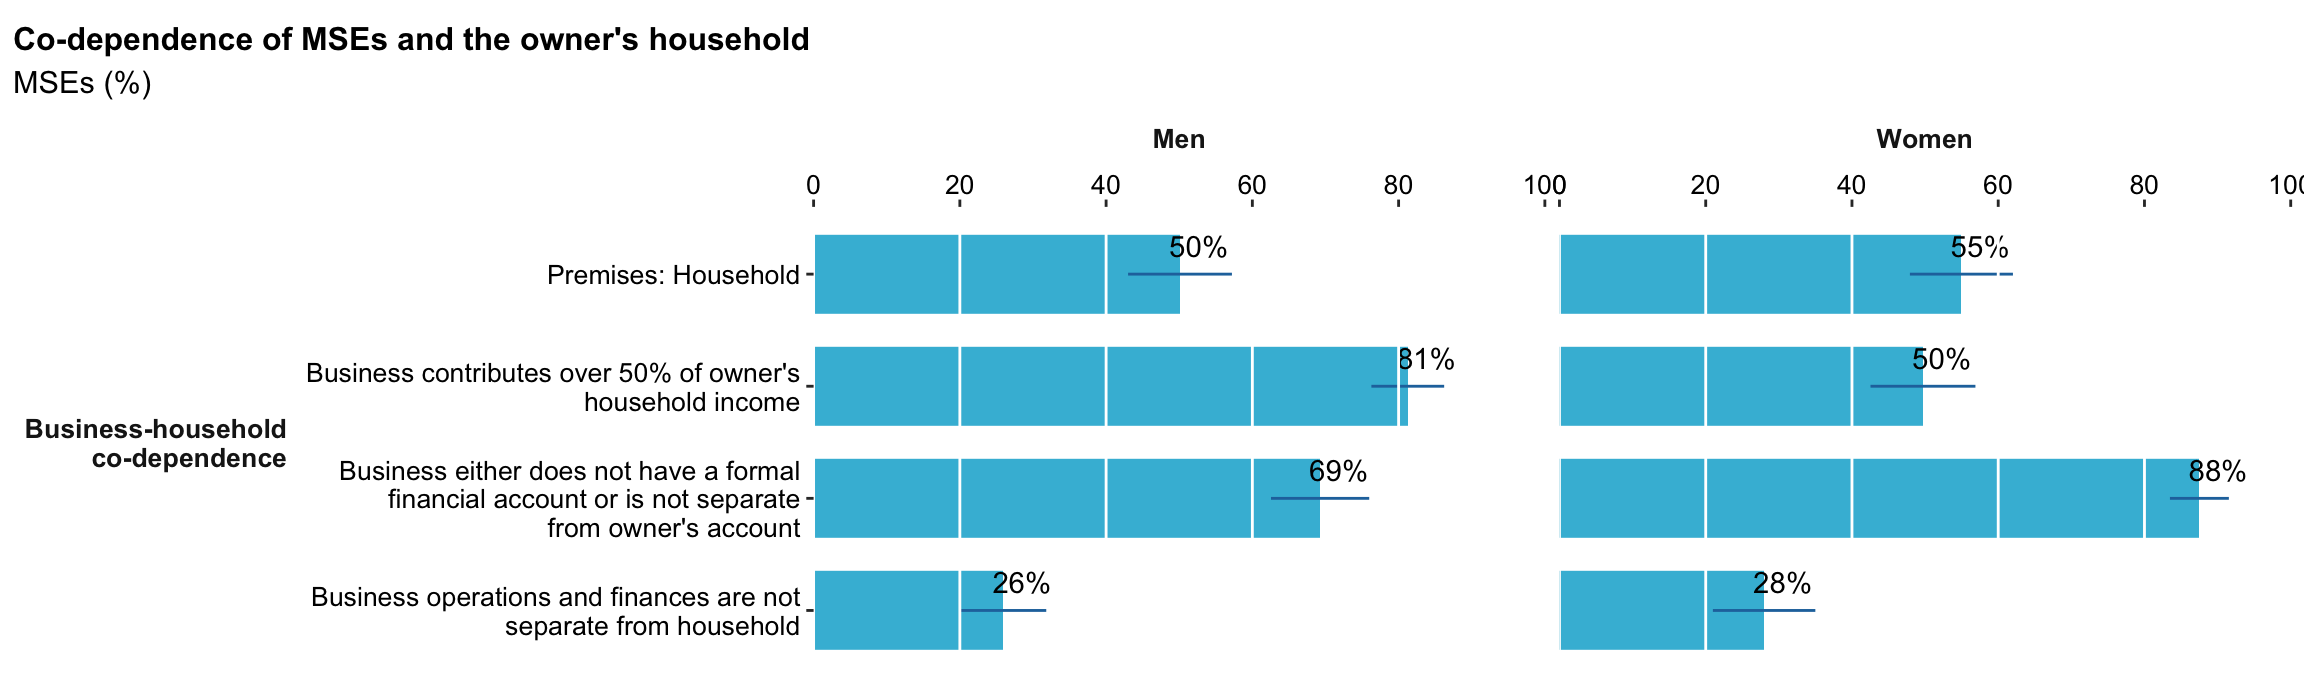 Co-dependence of MSEs and the owner's household
MSEs (%)
Men
Women
0 20 40 60 80 100
0 20 40 60 80 100
Business-household
co-dependence
Premises: Household
50%
55%
Business contributes over 50% of owner's
household income
81%
50%
Business either does not have a formal
financial account or is not separate
from owner's account
69%
88%
Business operations and finances are not
separate from household
26%
28%